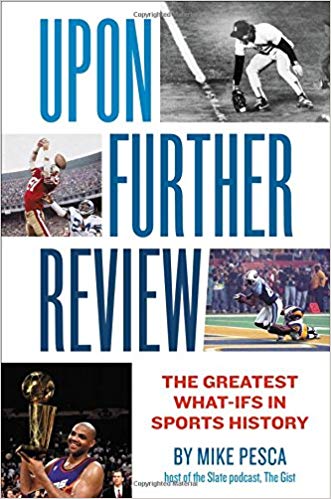 UPON
FURTHER
REVIEW
THE GREATEST
WHAT-IFS IN
SPORTS HISTORY
BY MIKE PESCA
host of the Slate podcast, The Gist